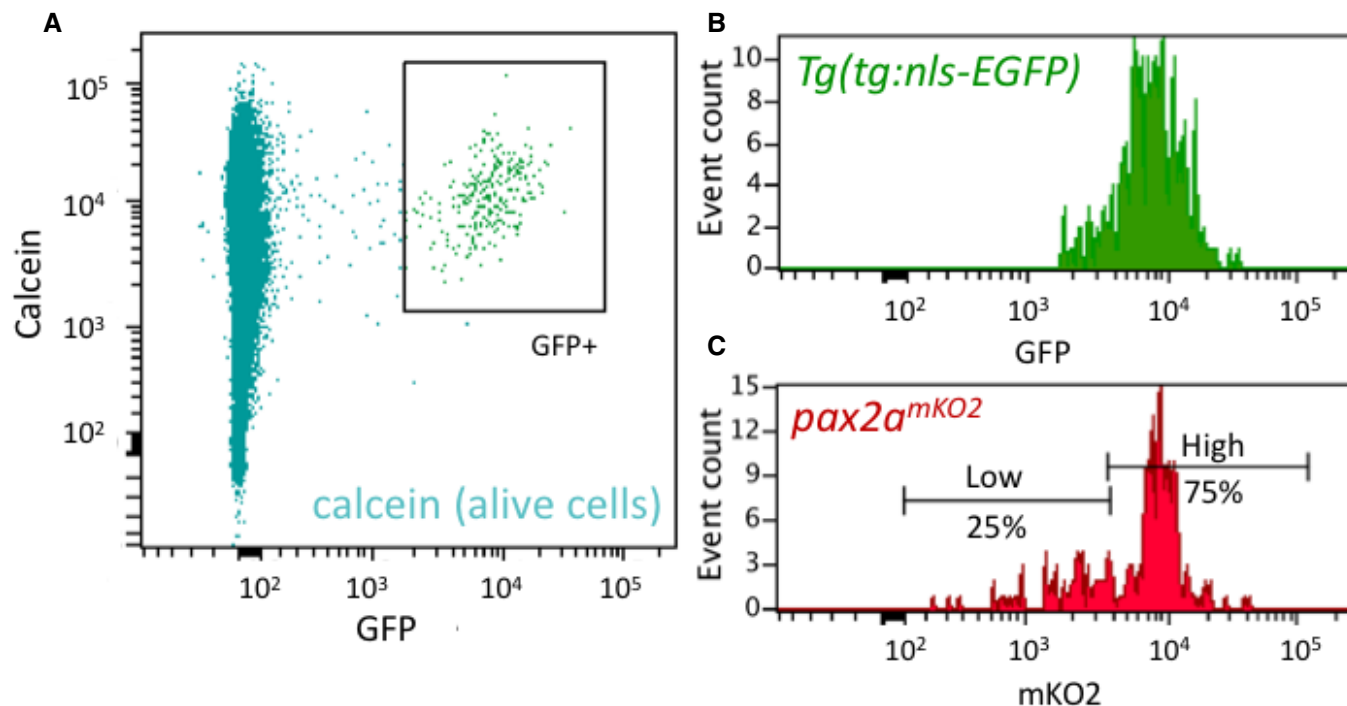 A
Calcein
10⁵
10⁴
10³
10²
GFP+
calcein (alive cells)
10² 10³ 10⁴ 10⁵
GFP
B
Event count
10
8
6
4
2
0
Tg(tg:nls-EGFP)
10² 10³ 10⁴ 10⁵
GFP
C
Event count
15
12
9
6
3
0
pax2aᵐᴷᴼ²
Low
25%
High
75%
10² 10³ 10⁴ 10⁵
mKO2